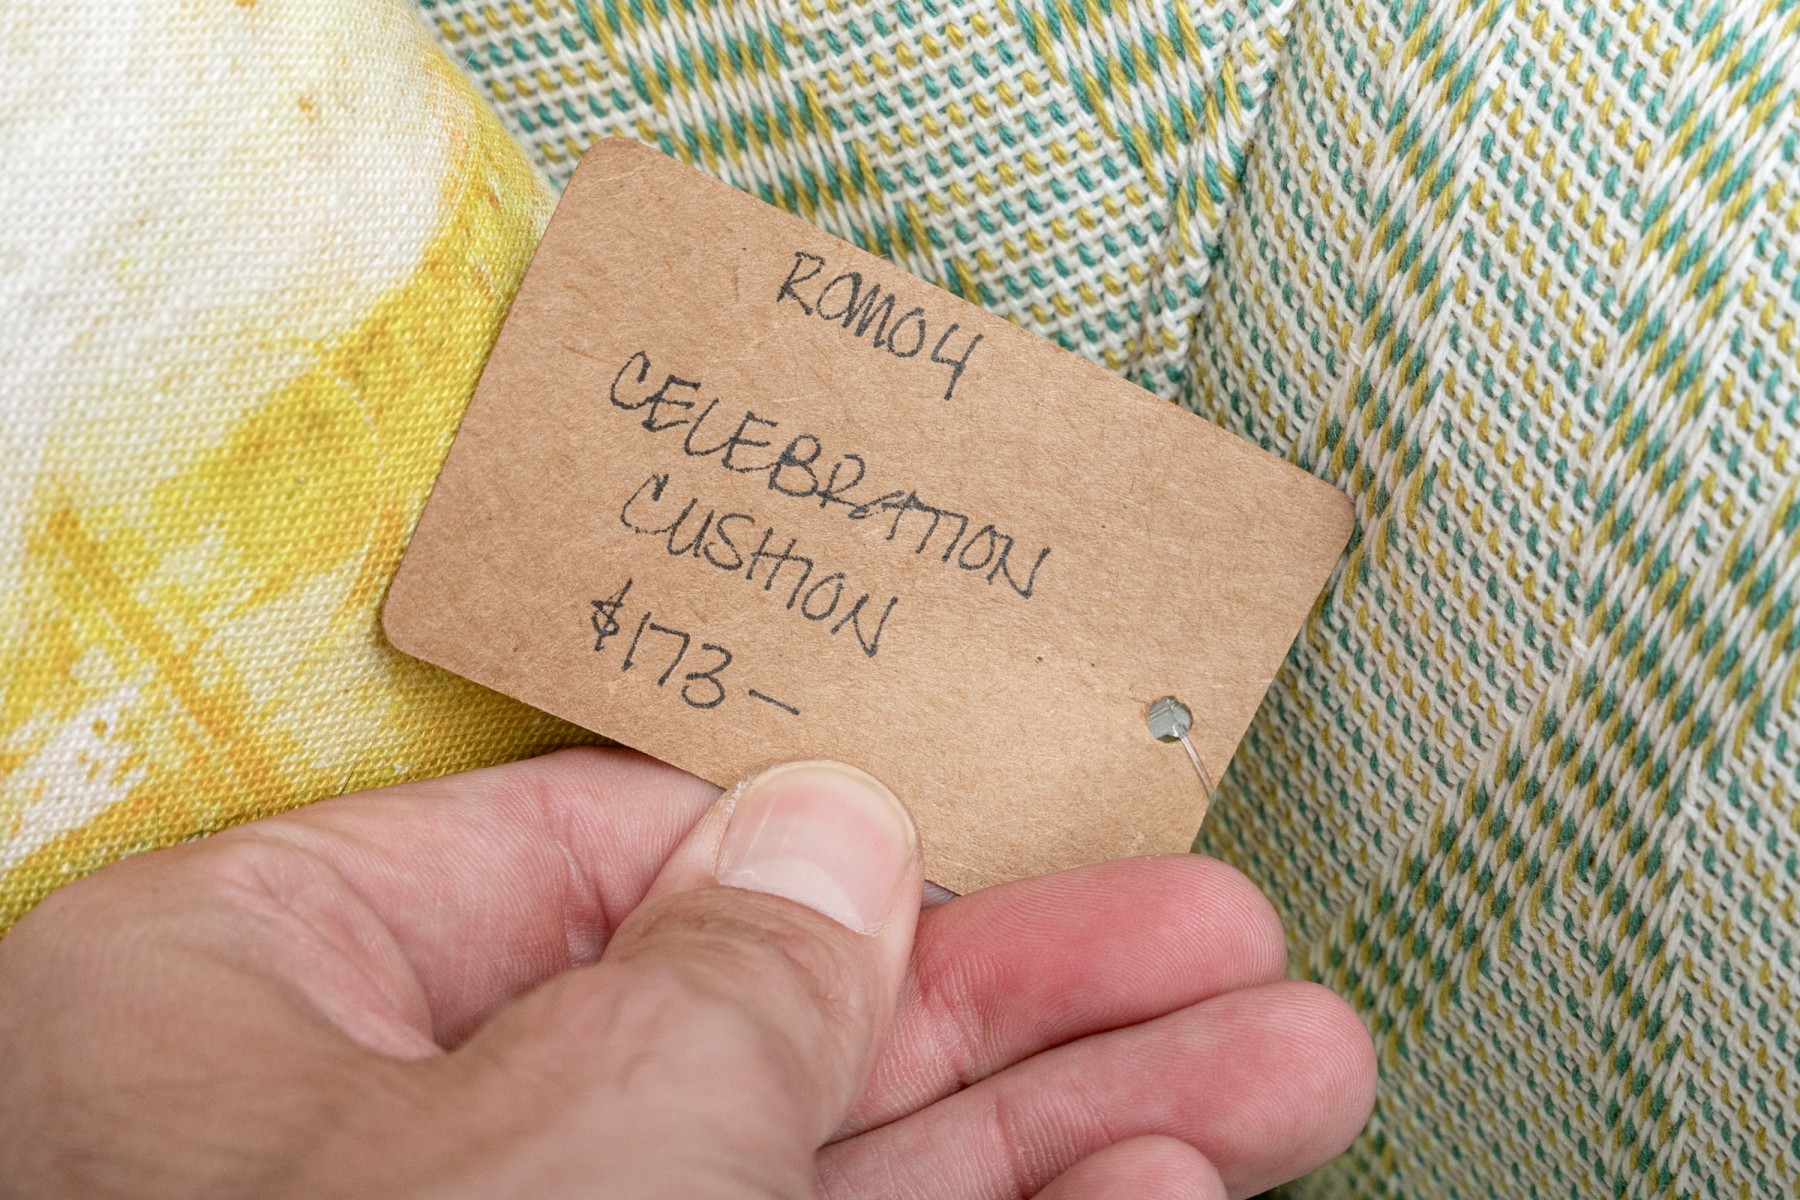 ROMO4
CELEBRATION
CUSHION
$173–